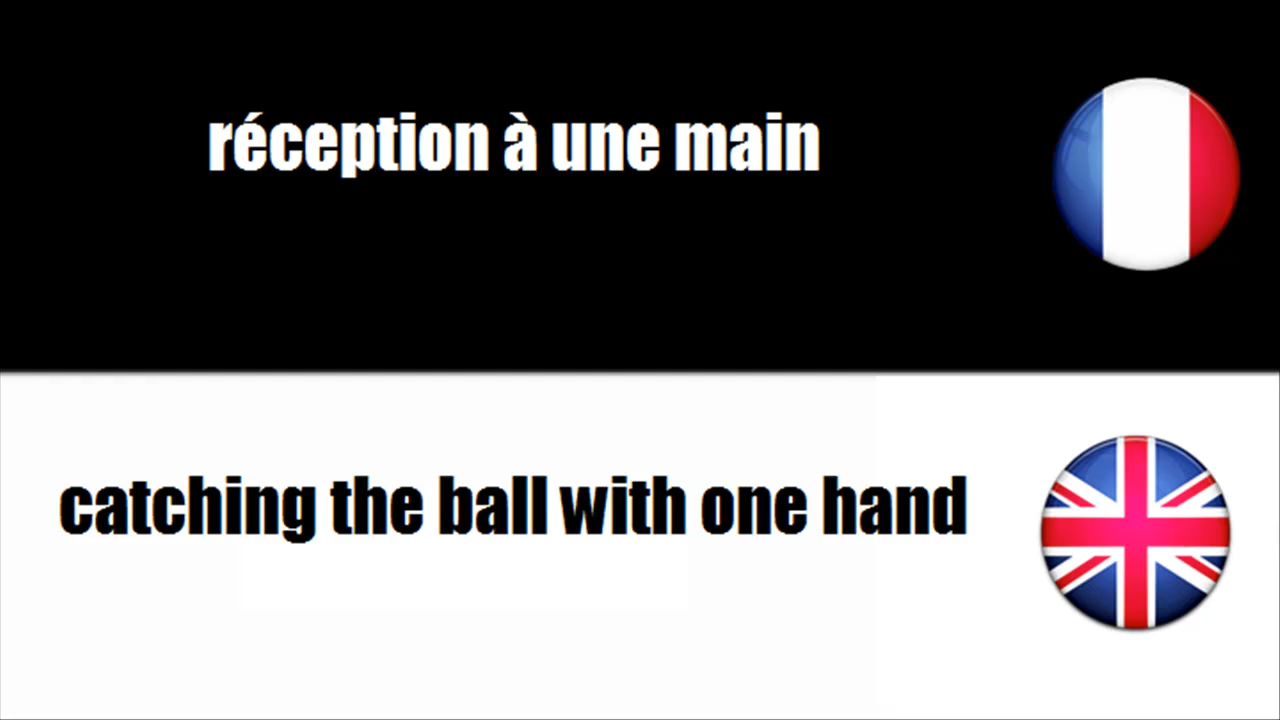 réception à une main
catching the ball with one hand